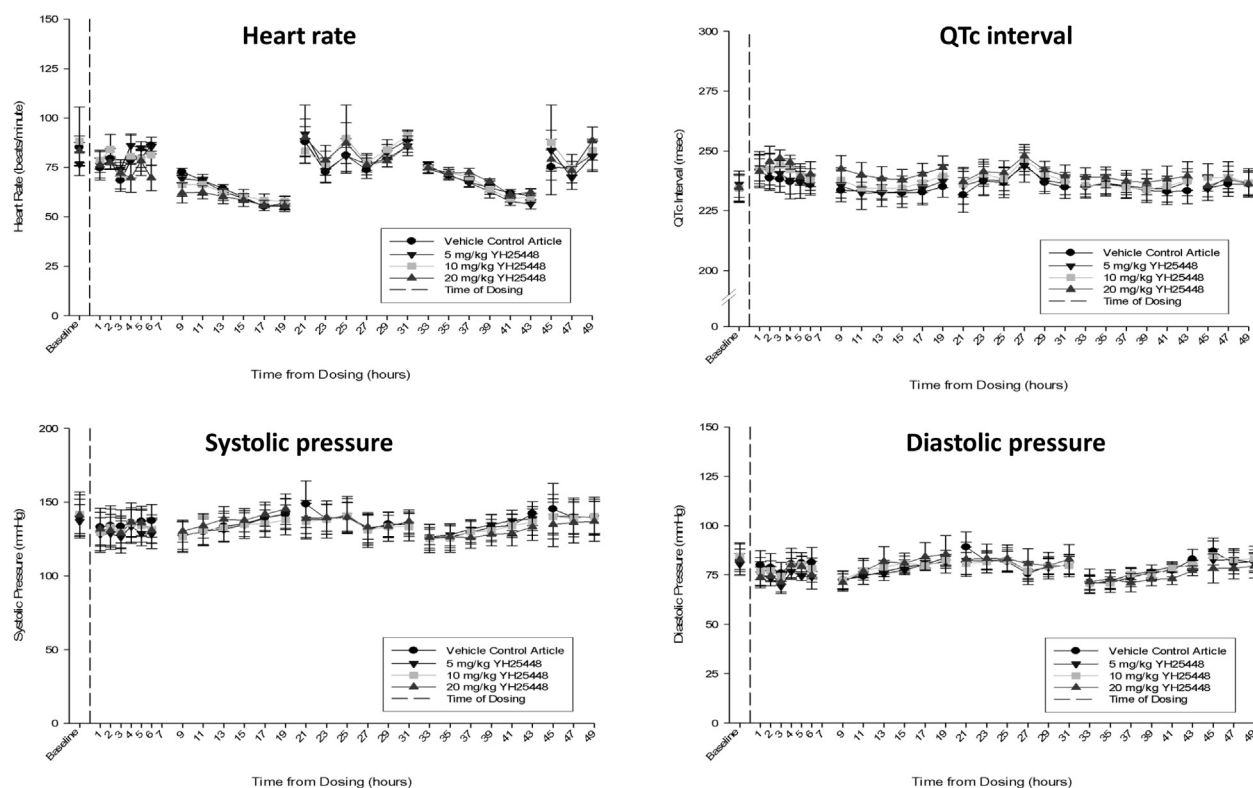 Heart rate
150
125
100
75
50
25
0
Heart Rate (beats/minute)
Vehicle Control Article
5 mg/kg YH25448
10 mg/kg YH25448
20 mg/kg YH25448
Time of Dosing
Baseline 1 2 3 4 5 6 7 9 11 13 15 17 19 21 23 25 27 29 31 33 35 37 39 41 43 45 47 49
Time from Dosing (hours)
QTc interval
300
275
250
225
200
0
QTc Interval (msec)
Vehicle Control Article
5 mg/kg YH25448
10 mg/kg YH25448
20 mg/kg YH25448
Time of Dosing
Baseline 1 2 3 4 5 6 7 9 11 13 15 17 19 21 23 25 27 29 31 33 35 37 39 41 43 45 47 49
Time from Dosing (hours)
Systolic pressure
200
150
100
50
0
Systolic Pressure (mmHg)
Vehicle Control Article
5 mg/kg YH25448
10 mg/kg YH25448
20 mg/kg YH25448
Time of Dosing
Baseline 1 2 3 4 5 6 7 9 11 13 15 17 19 21 23 25 27 29 31 33 35 37 39 41 43 45 47 49
Time from Dosing (hours)
Diastolic pressure
150
125
100
75
50
25
0
Diastolic Pressure (mmHg)
Vehicle Control Article
5 mg/kg YH25448
10 mg/kg YH25448
20 mg/kg YH25448
Time of Dosing
Baseline 1 2 3 4 5 6 7 9 11 13 15 17 19 21 23 25 27 29 31 33 35 37 39 41 43 45 47 49
Time from Dosing (hours)